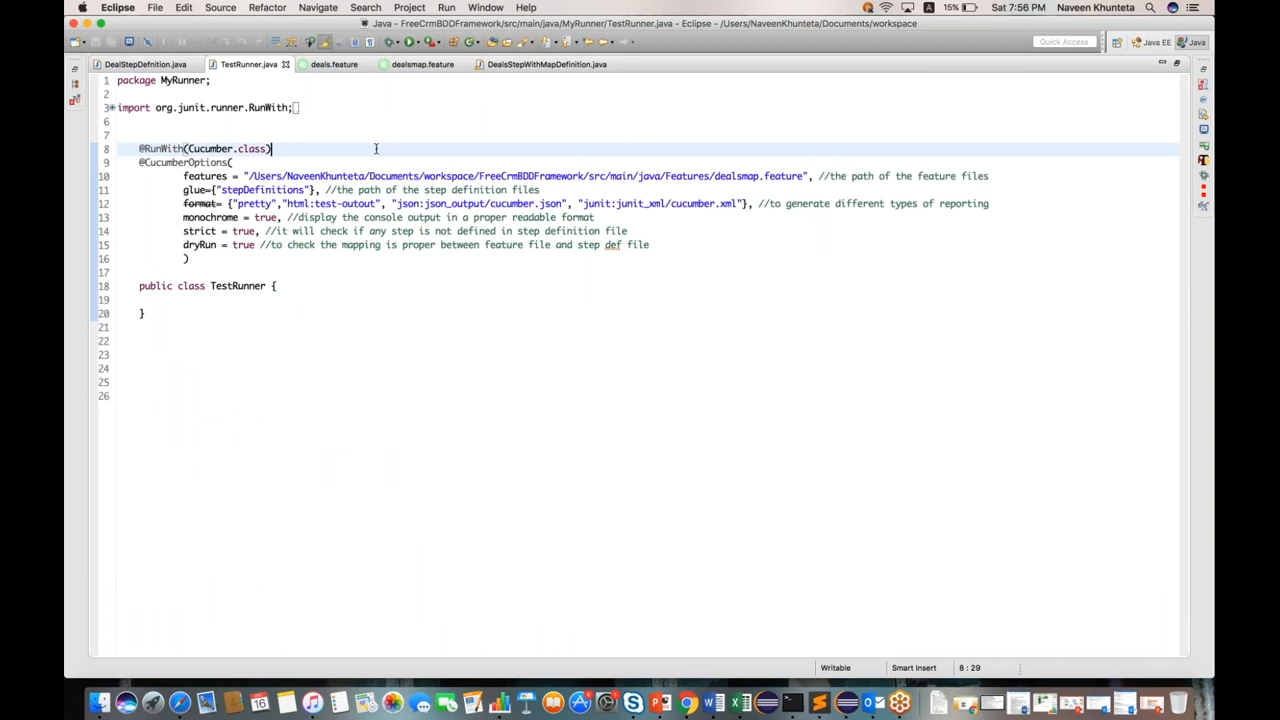 Eclipse File Edit Source Refactor Navigate Search Project Run Window Help A 15% Sat 7:56 PM Naveen Khunteta
Java - FreeCrmBDDFramework/src/main/java/MyRunner/TestRunner.java - Eclipse - /Users/NaveenKhunteta/Documents/workspace
Quick Access Java EE Java
DealStepDefnition.java TestRunner.java deals.feature dealsmap.feature DealsStepWithMapDefinition.java
1 package MyRunner;
2
3 import org.junit.runner.RunWith;
6
7
8 @RunWith(Cucumber.class)
9 @CucumberOptions(
10 features = "/Users/NaveenKhunteta/Documents/workspace/FreeCrmBDDFramework/src/main/java/Features/dealsmap.feature", //the path of the feature files
11 glue={"stepDefinitions"}, //the path of the step definition files
12 format= {"pretty","html:test-outout", "json:json_output/cucumber.json", "junit:junit_xml/cucumber.xml"}, //to generate different types of reporting
13 monochrome = true, //display the console output in a proper readable format
14 strict = true, //it will check if any step is not defined in step definition file
15 dryRun = true //to check the mapping is proper between feature file and step def file
16 )
17
18 public class TestRunner {
19
20 }
21
22
23
24
25
26
Writable Smart Insert 8 : 29